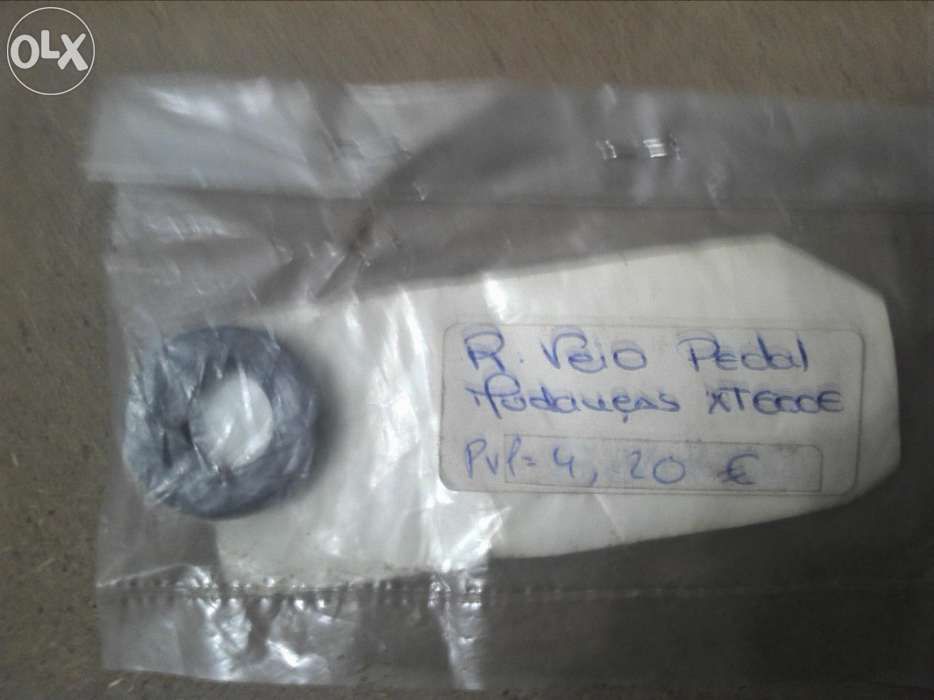 OLX
R. Veio Pedal
Mudanças XT600E
PVP= 4, 20 €